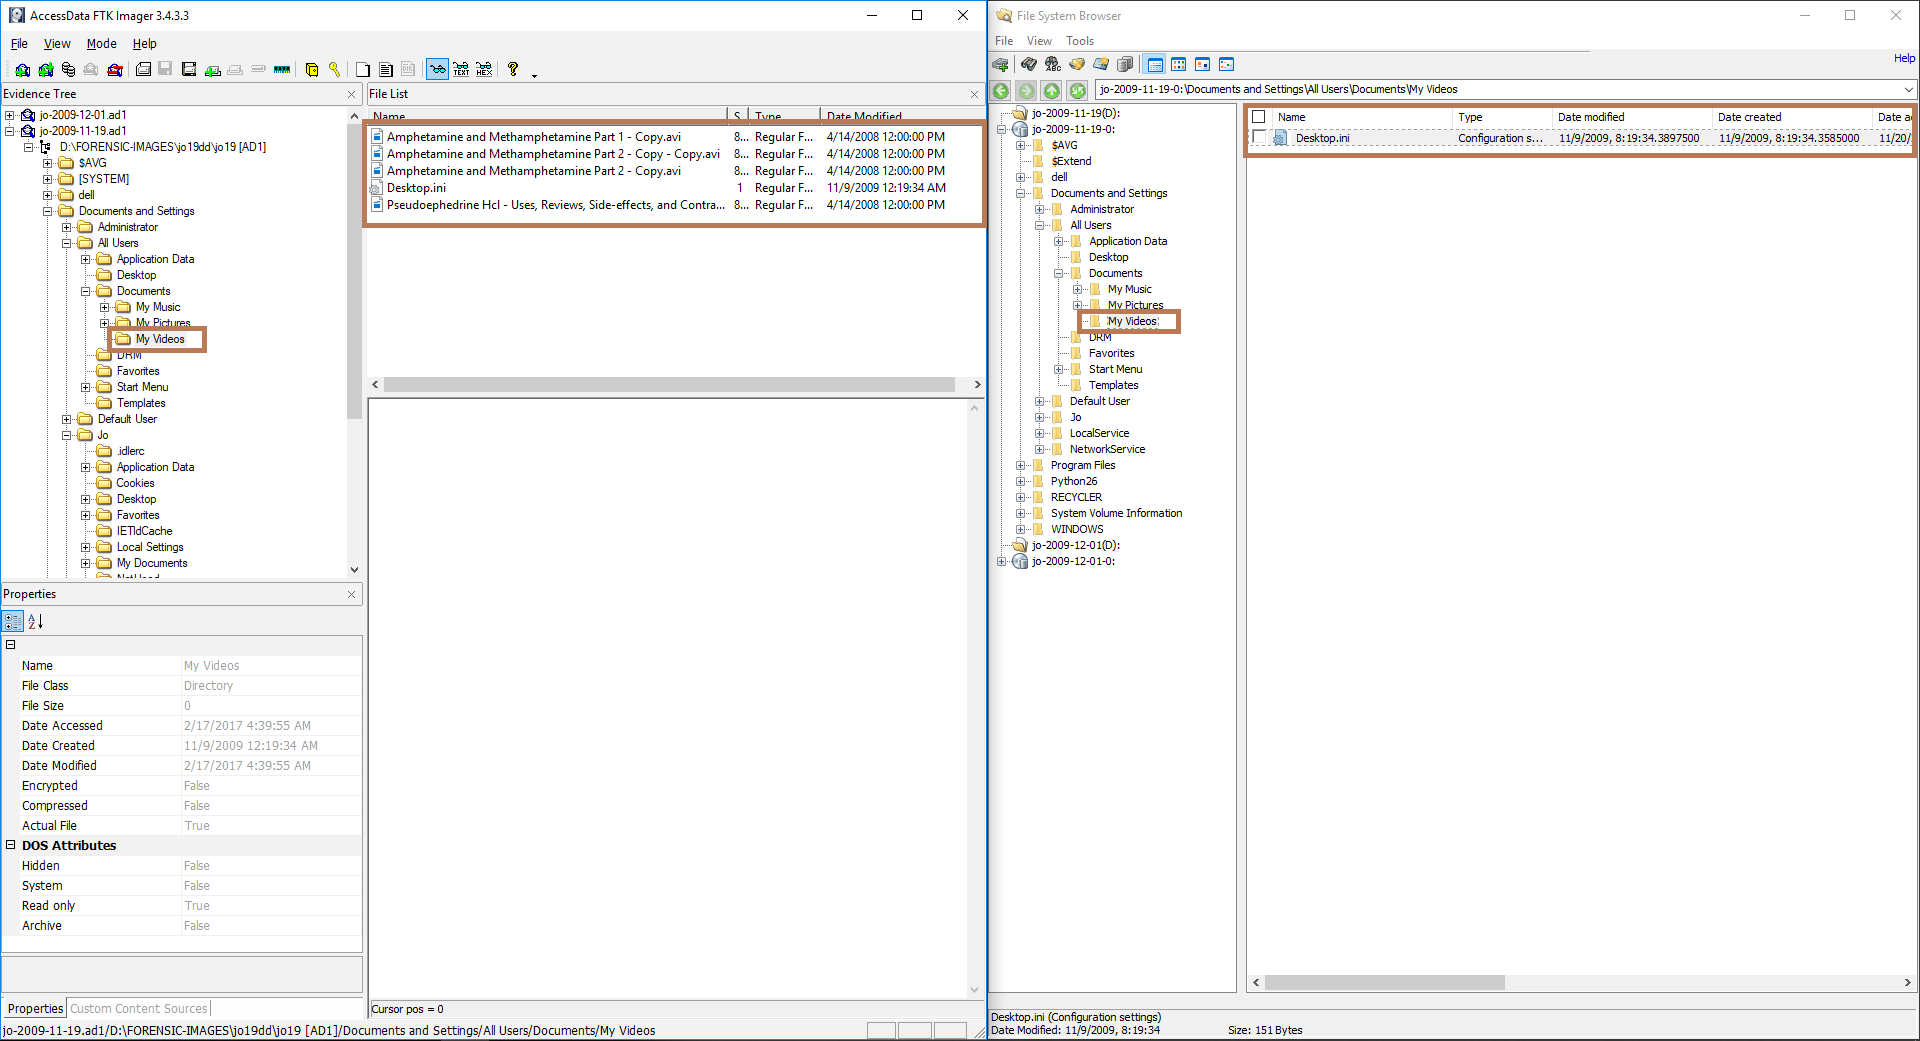 AccessData FTK Imager 3.4.3.3
File View Mode Help
Evidence Tree
jo-2009-12-01.ad1
jo-2009-11-19.ad1
D:\FORENSIC-IMAGES\jo19dd\jo19 [AD1]
$AVG
[SYSTEM]
dell
Documents and Settings
Administrator
All Users
Application Data
Desktop
Documents
My Music
My Pictures
My Videos
DRM
Favorites
Start Menu
Templates
Default User
Jo
.idlerc
Application Data
Cookies
Desktop
Favorites
IETldCache
Local Settings
My Documents
NetHood
File List
Name S... Type Date Modified
Amphetamine and Methamphetamine Part 1 - Copy.avi 8... Regular F... 4/14/2008 12:00:00 PM
Amphetamine and Methamphetamine Part 2 - Copy - Copy.avi 8... Regular F... 4/14/2008 12:00:00 PM
Amphetamine and Methamphetamine Part 2 - Copy.avi 8... Regular F... 4/14/2008 12:00:00 PM
Desktop.ini 1 Regular F... 11/9/2009 12:19:34 AM
Pseudoephedrine Hcl - Uses, Reviews, Side-effects, and Contra... 8... Regular F... 4/14/2008 12:00:00 PM
Properties
Name My Videos
File Class Directory
File Size 0
Date Accessed 2/17/2017 4:39:55 AM
Date Created 11/9/2009 12:19:34 AM
Date Modified 2/17/2017 4:39:55 AM
Encrypted False
Compressed False
Actual File True
DOS Attributes
Hidden False
System False
Read only True
Archive False
Properties Custom Content Sources
Cursor pos = 0
jo-2009-11-19.ad1/D:\FORENSIC-IMAGES\jo19dd\jo19 [AD1]/Documents and Settings/All Users/Documents/My Videos
File System Browser
File View Tools
Help
jo-2009-11-19-0:\Documents and Settings\All Users\Documents\My Videos
jo-2009-11-19(D):
jo-2009-11-19-0:
$AVG
$Extend
dell
Documents and Settings
Administrator
All Users
Application Data
Desktop
Documents
My Music
My Pictures
My Videos
DRM
Favorites
Start Menu
Templates
Default User
Jo
LocalService
NetworkService
Program Files
Python26
RECYCLER
System Volume Information
WINDOWS
jo-2009-12-01(D):
jo-2009-12-01-0:
Name Type Date modified Date created Date a
Desktop.ini Configuration s... 11/9/2009, 8:19:34.3897500 11/9/2009, 8:19:34.3585000 11/20/
Desktop.ini (Configuration settings)
Date Modified: 11/9/2009, 8:19:34 Size: 151 Bytes